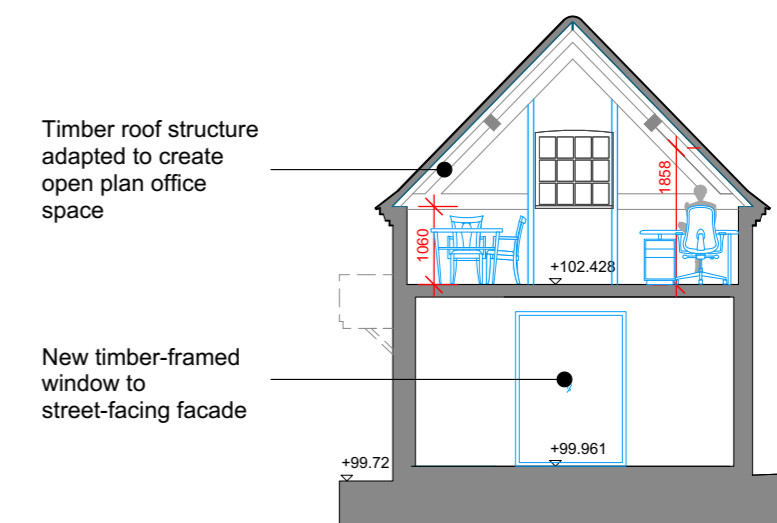 Timber roof structure
adapted to create
open plan office
space
1858
1060
+102.428
New timber-framed
window to
street-facing facade
+99.961
+99.72